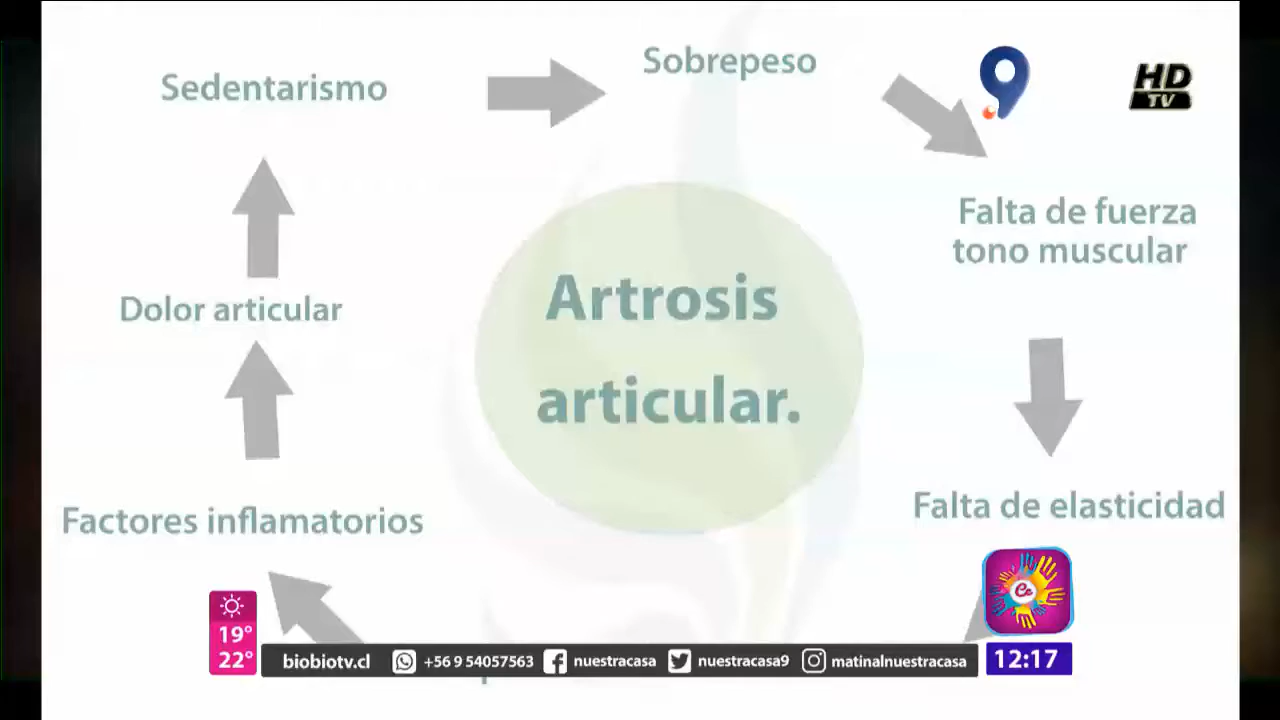 Sedentarismo
Sobrepeso
9
HD
TV
Falta de fuerza
tono muscular
Artrosis
articular.
Dolor articular
Factores inflamatorios
Falta de elasticidad
19°
22°
biobiotv.cl
+56 9 54057563
nuestracasa
nuestracasa9
matinalnuestracasa
12:17